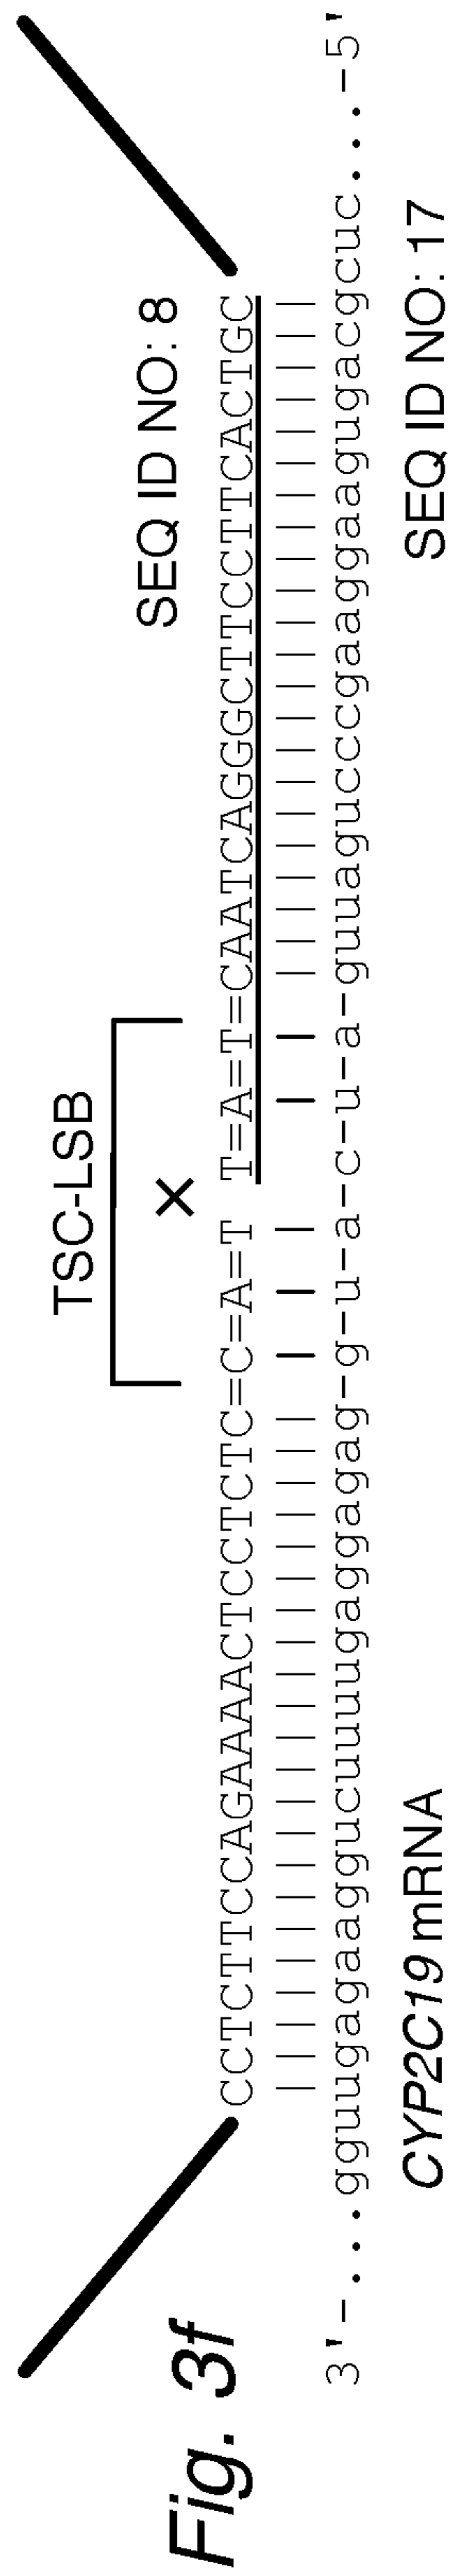 TSC-LSB
SEQ ID NO: 8
×
CCTCTTCCAGAAAACTCCTCTC=C=A=T T=A=T=CAATCAGGGCTTCCTTCACTGC
3'-...gguugagaaggucuuuugaggagag-g-u-a-c-u-a-guuagucccgaaggaagugacgcuc...-5'
CYP2C19 mRNA
SEQ ID NO: 17
Fig. 3f